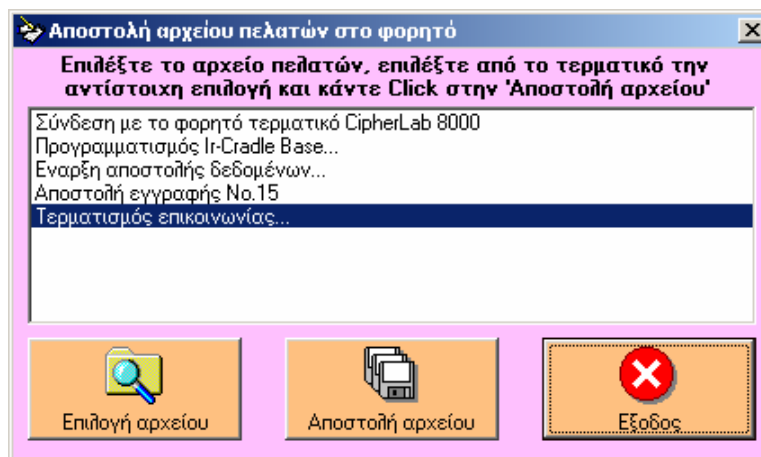 Αποστολή αρχείου πελατών στο φορητό
Επιλέξτε το αρχείο πελατών, επιλέξτε από το τερματικό την
αντίστοιχη επιλογή και κάντε Click στην 'Αποστολή αρχείου'
Σύνδεση με το φορητό τερματικό CipherLab 8000
Προγραμματισμός Ir-Cradle Base...
Εναρξη αποστολής δεδομένων...
Αποστολή εγγραφής No.15
Τερματισμός επικοινωνίας...
Επιλογή αρχείου
Αποστολή αρχείου
Εξοδος